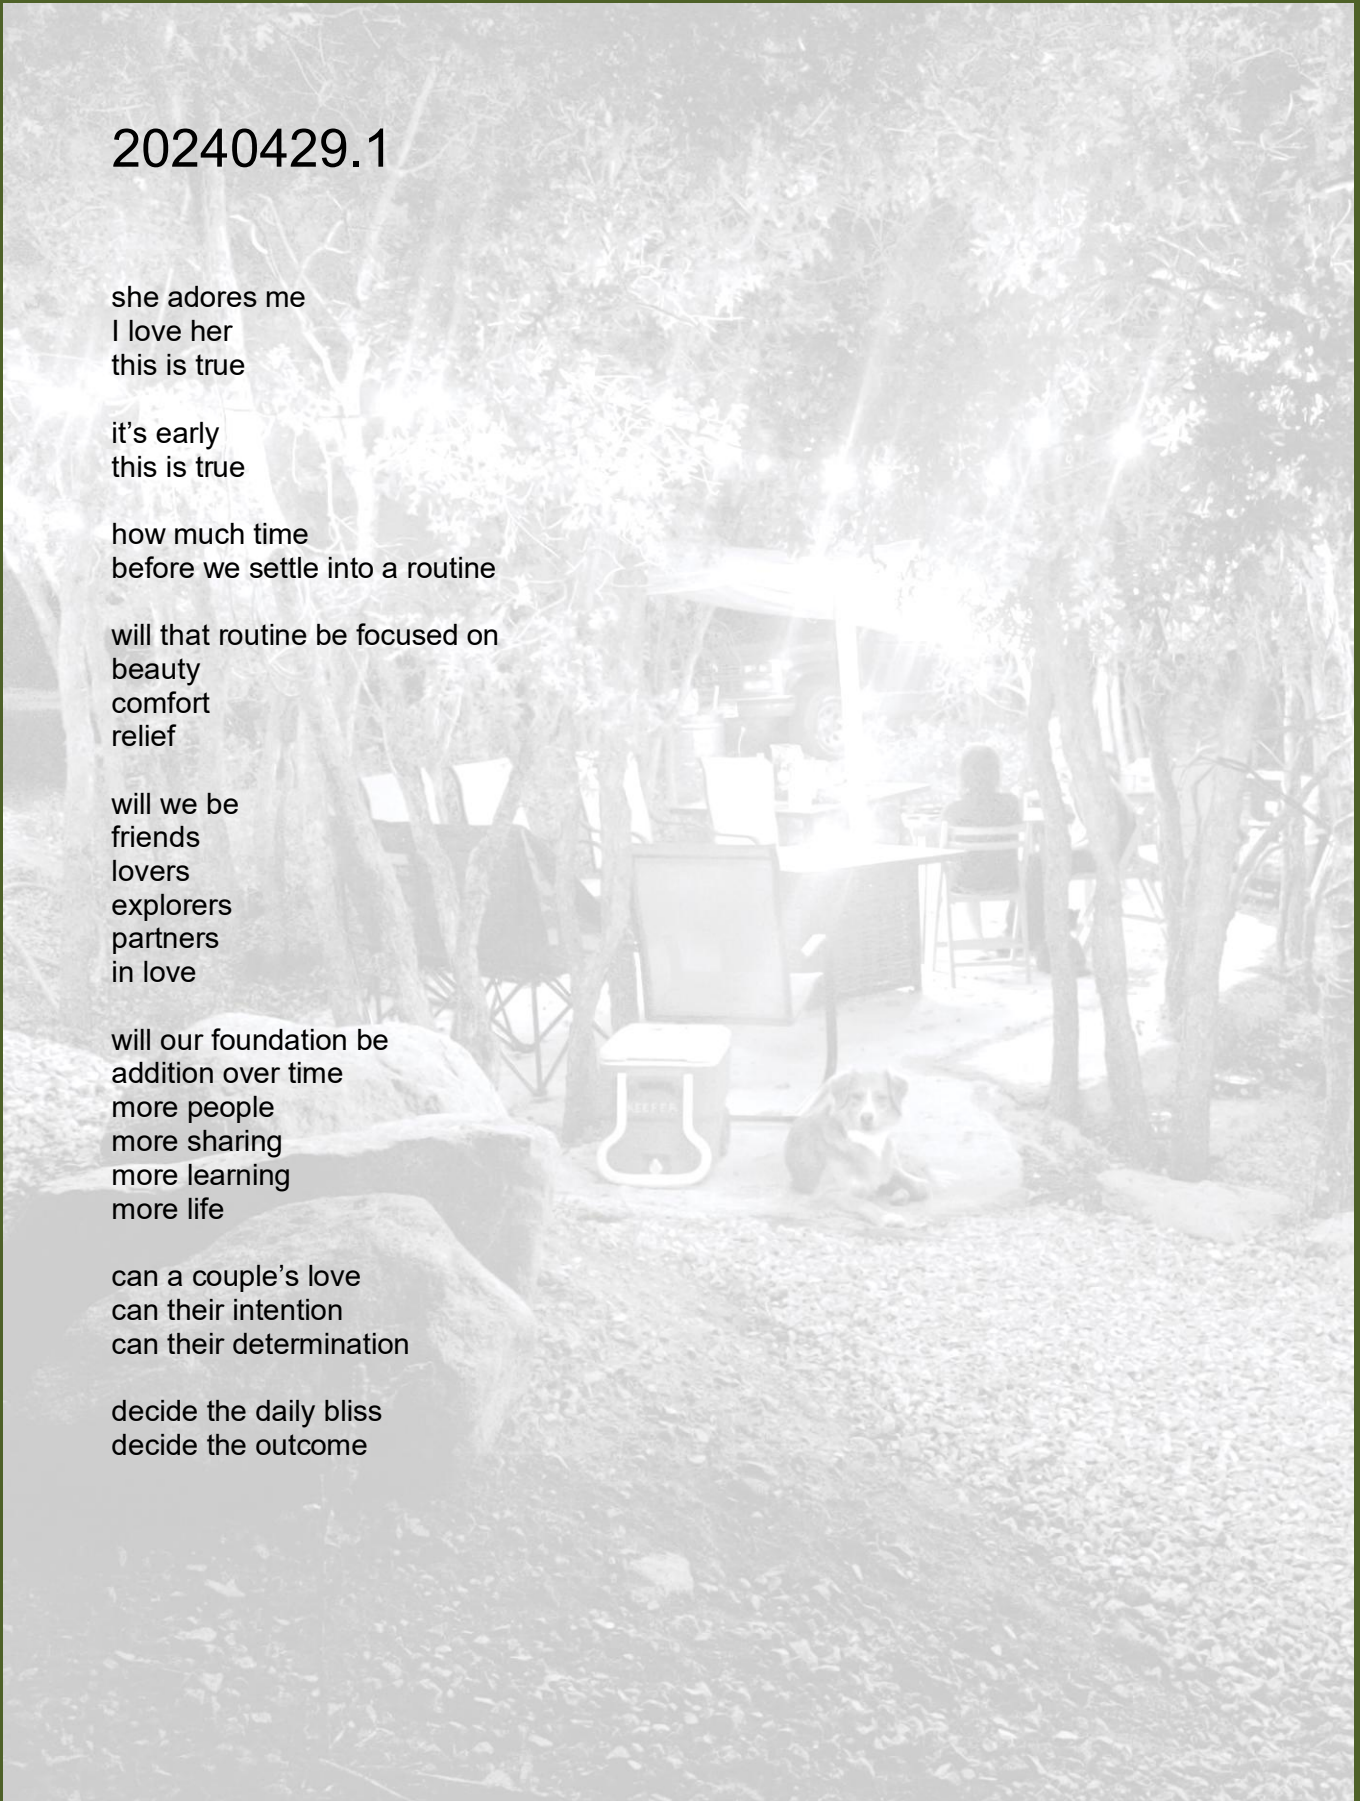 20240429.1
she adores me
I love her
this is true
it’s early
this is true
how much time
before we settle into a routine
will that routine be focused on
beauty
comfort
relief
will we be
friends
lovers
explorers
partners
in love
will our foundation be
addition over time
more people
more sharing
more learning
more life
can a couple’s love
can their intention
can their determination
decide the daily bliss
decide the outcome